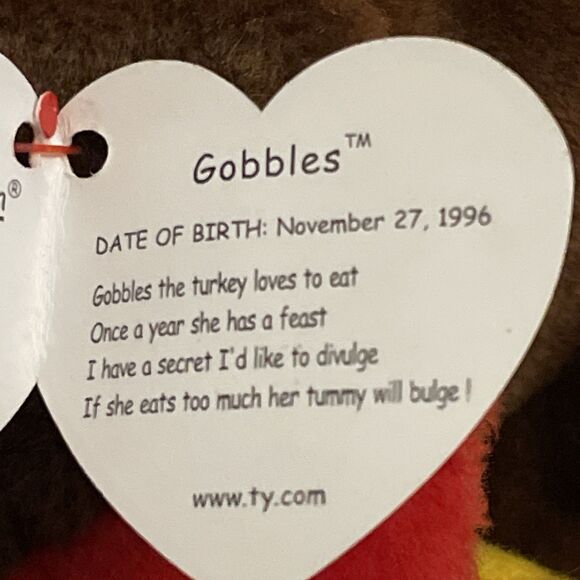 Gobbles™
DATE OF BIRTH: November 27, 1996
Gobbles the turkey loves to eat
Once a year she has a feast
I have a secret I'd like to divulge
If she eats too much her tummy will bulge !
www.ty.com